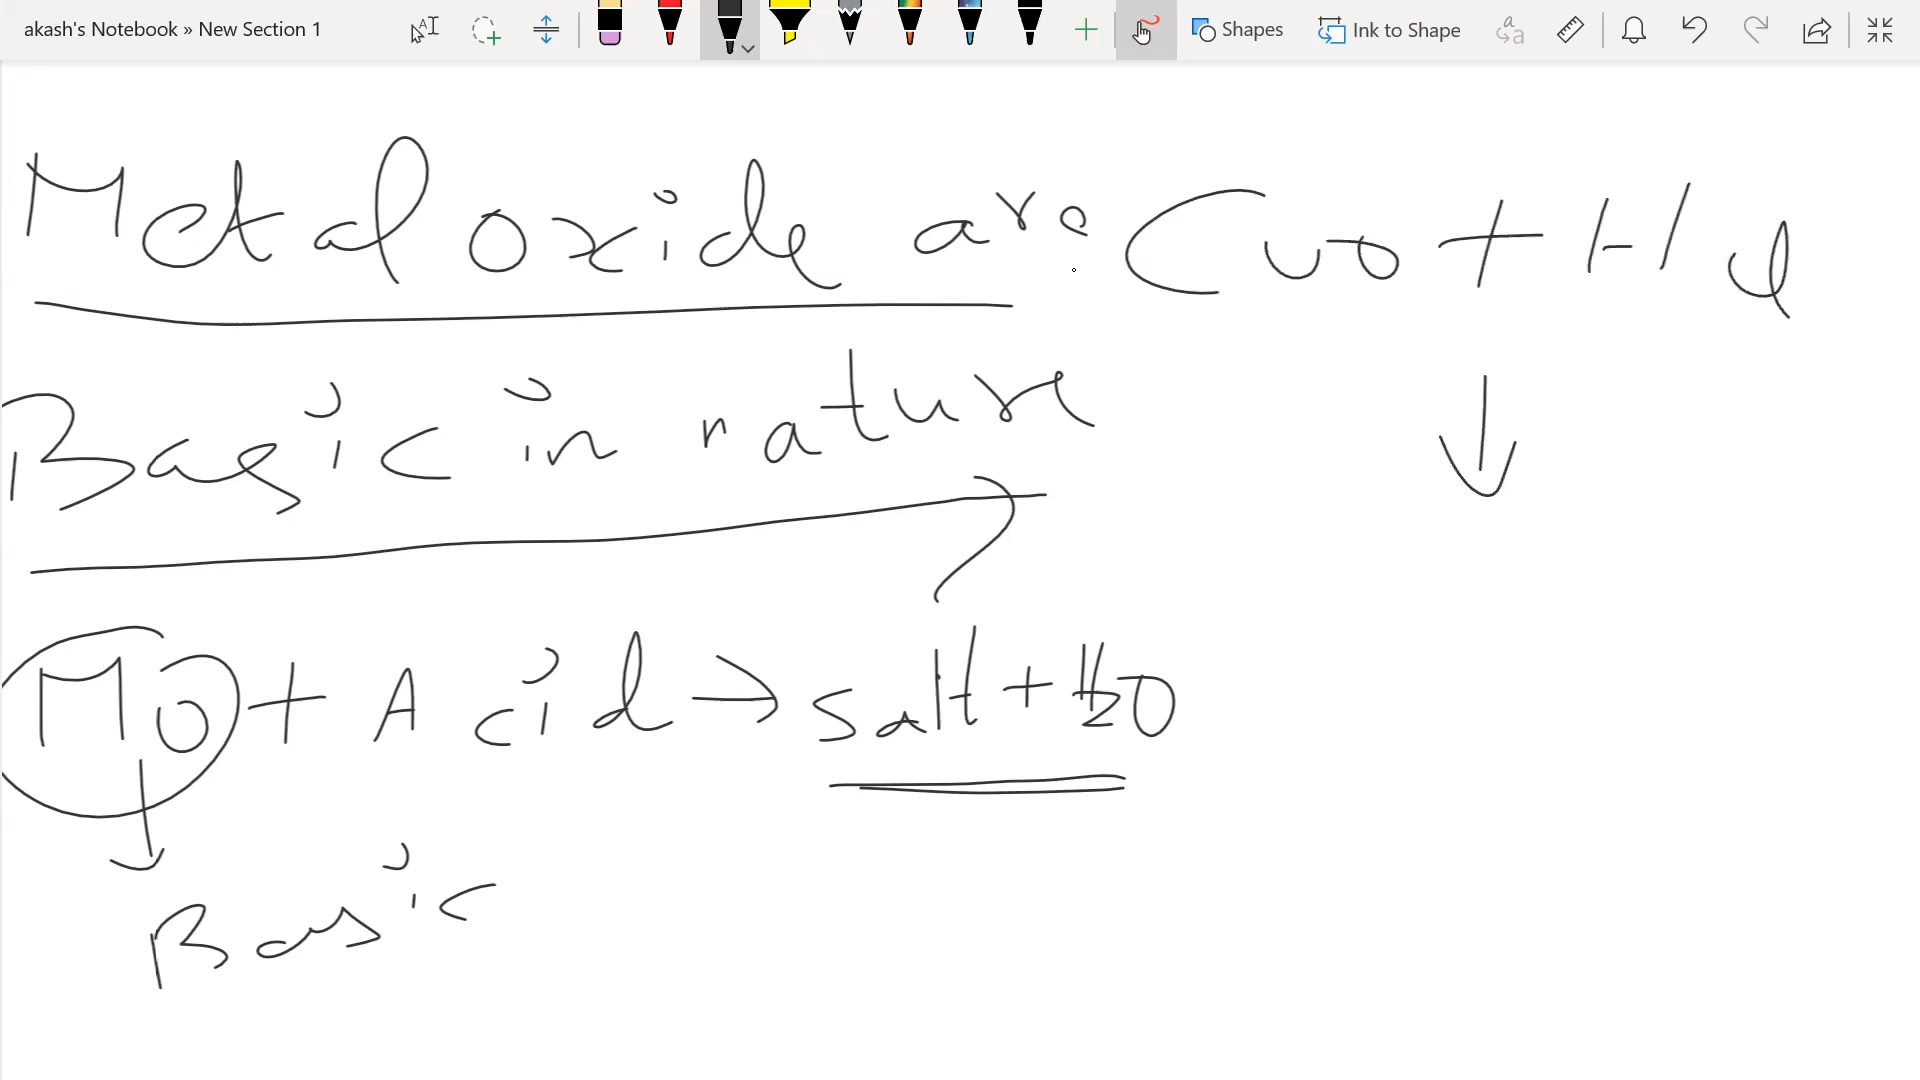 akash's Notebook » New Section 1
Shapes
Ink to Shape
Metal oxide are
Basic in nature
MO + Acid → Salt + H2O
Basic
CuO + HCl
↓